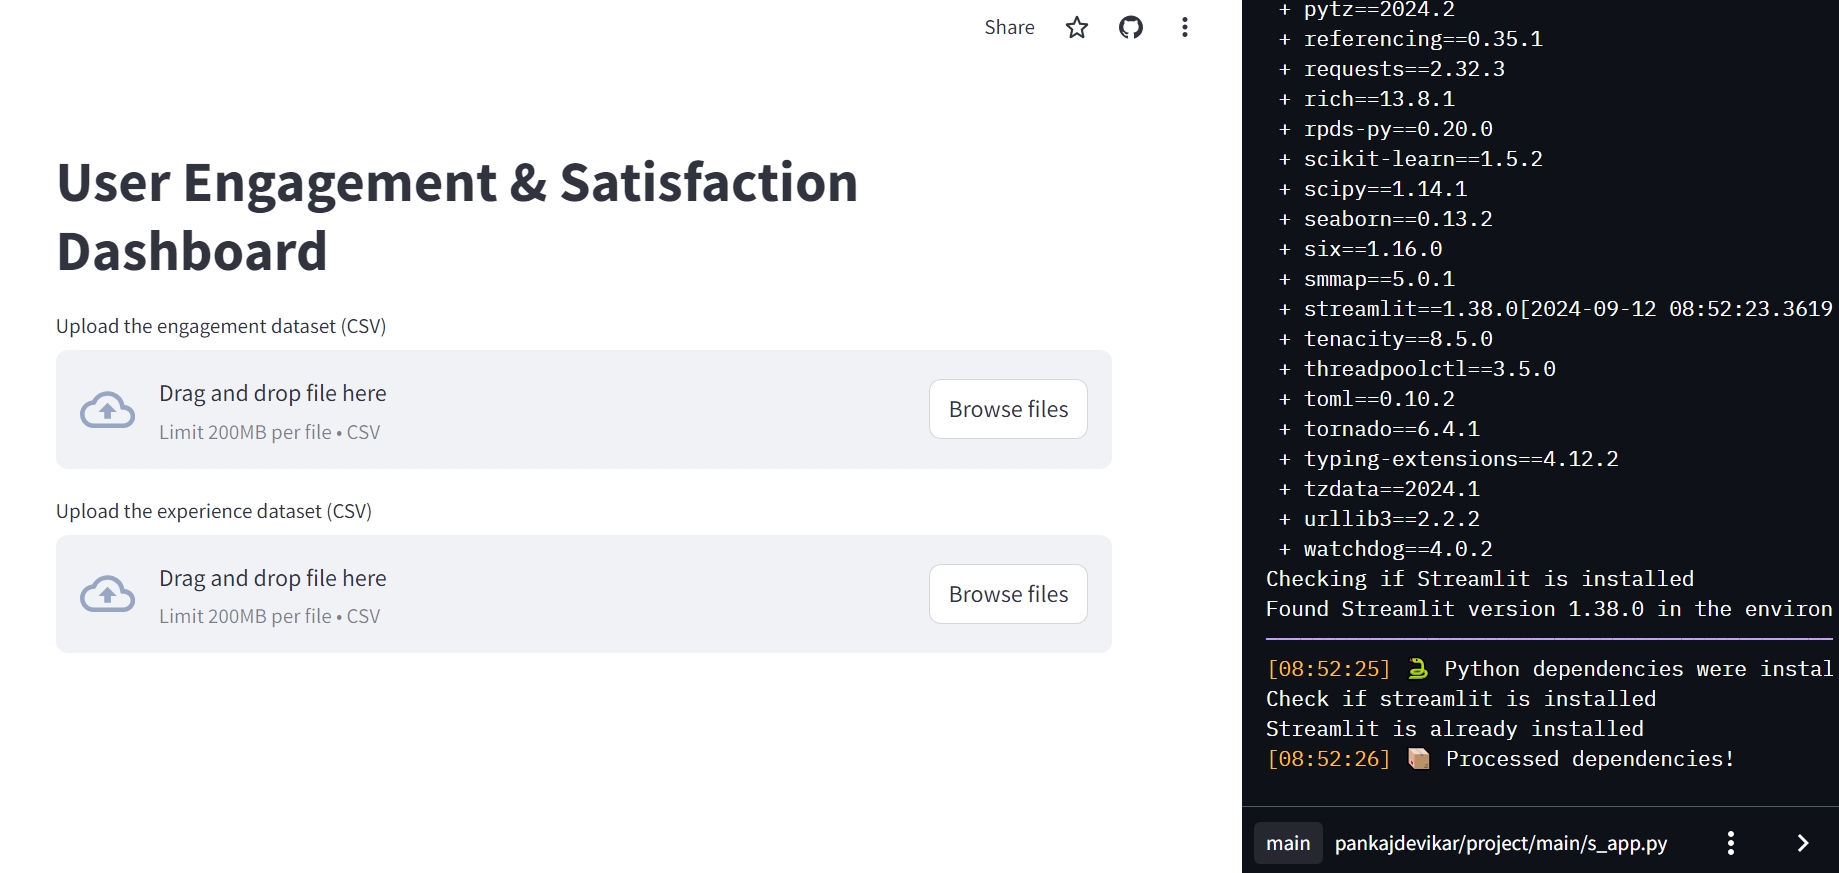 Share
User Engagement & Satisfaction
Dashboard
Upload the engagement dataset (CSV)
Drag and drop file here
Limit 200MB per file • CSV
Browse files
Upload the experience dataset (CSV)
Drag and drop file here
Limit 200MB per file • CSV
Browse files
+ pytz==2024.2
+ referencing==0.35.1
+ requests==2.32.3
+ rich==13.8.1
+ rpds-py==0.20.0
+ scikit-learn==1.5.2
+ scipy==1.14.1
+ seaborn==0.13.2
+ six==1.16.0
+ smmap==5.0.1
+ streamlit==1.38.0[2024-09-12 08:52:23.3619
+ tenacity==8.5.0
+ threadpoolctl==3.5.0
+ toml==0.10.2
+ tornado==6.4.1
+ typing-extensions==4.12.2
+ tzdata==2024.1
+ urllib3==2.2.2
+ watchdog==4.0.2
Checking if Streamlit is installed
Found Streamlit version 1.38.0 in the environ
[08:52:25] 🐍 Python dependencies were instal
Check if streamlit is installed
Streamlit is already installed
[08:52:26] 📦 Processed dependencies!
main pankajdevikar/project/main/s_app.py